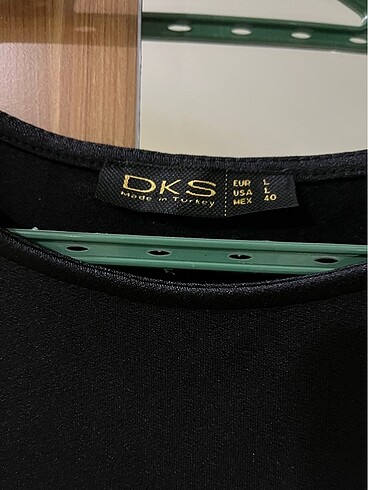 DKS
Made in Turkey
EUR L
USA L
MEX 40